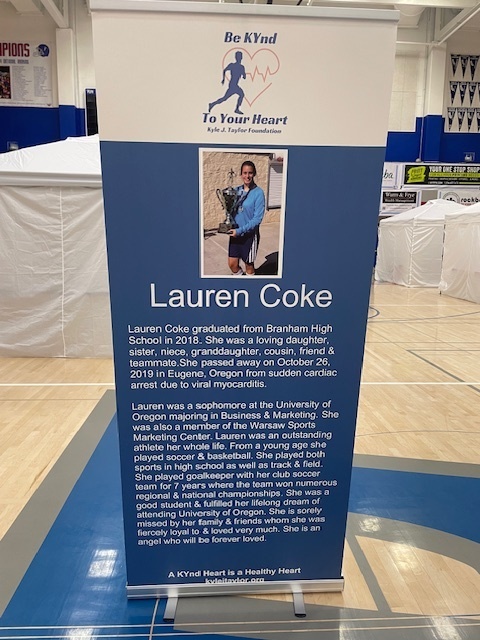 Be KYnd
To Your Heart
Kyle J. Taylor Foundation
Lauren Coke
Lauren Coke graduated from Branham High
School in 2018. She was a loving daughter,
sister, niece, granddaughter, cousin, friend &
teammate.She passed away on October 26,
2019 in Eugene, Oregon from sudden cardiac
arrest due to viral myocarditis.
Lauren was a sophomore at the University of
Oregon majoring in Business & Marketing. She
was also a member of the Warsaw Sports
Marketing Center. Lauren was an outstanding
athlete her whole life. From a young age she
played soccer & basketball. She played both
sports in high school as well as track & field.
She played goalkeeper with her club soccer
team for 7 years where the team won numerous
regional & national championships. She was a
good student & fulfilled her lifelong dream of
attending University of Oregon. She is sorely
missed by her family & friends whom she was
fiercely loyal to & loved very much. She is an
angel who will be forever loved.
A KYnd Heart is a Healthy Heart
kylejtaylor.org
PIONS
YOUR ONE STOP SHOP